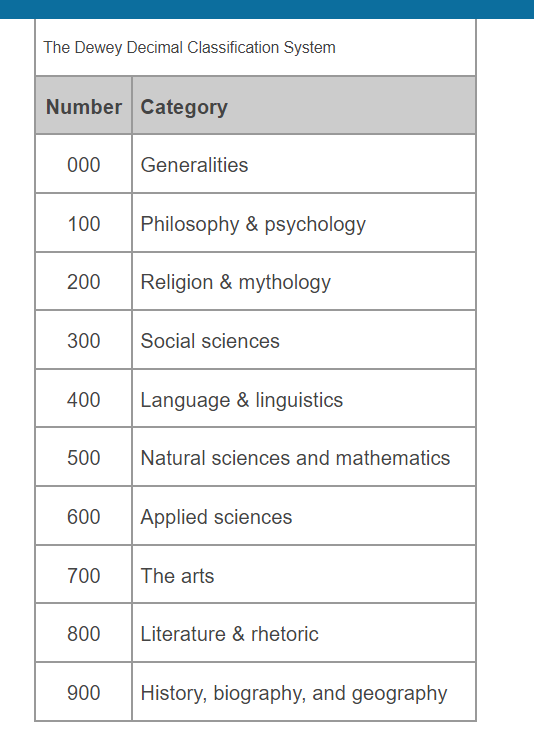 The Dewey Decimal Classification System
Number Category
000 Generalities
100 Philosophy & psychology
200 Religion & mythology
300 Social sciences
400 Language & linguistics
500 Natural sciences and mathematics
600 Applied sciences
700 The arts
800 Literature & rhetoric
900 History, biography, and geography